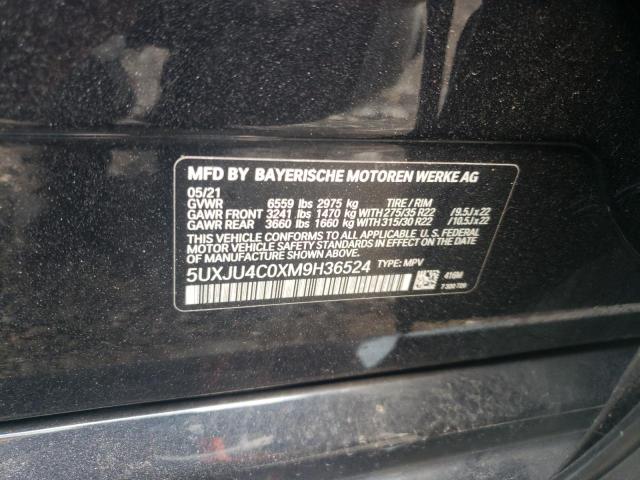 MFD BY BAYERISCHE MOTOREN WERKE AG
05/21
GVWR 6559 lbs 2975 kg TIRE / RIM
GAWR FRONT 3241 lbs 1470 kg WITH 275/35 R22 / 9.5J x 22
GAWR REAR 3660 lbs 1660 kg WITH 315/30 R22 / 10.5J x 22
THIS VEHICLE CONFORMS TO ALL APPLICABLE U.S. FEDERAL
MOTOR VEHICLE SAFETY STANDARDS IN EFFECT ON THE DATE
OF MANUFACTURE SHOWN ABOVE.
5UXJU4C0XM9H36524 TYPE: MPV
416M